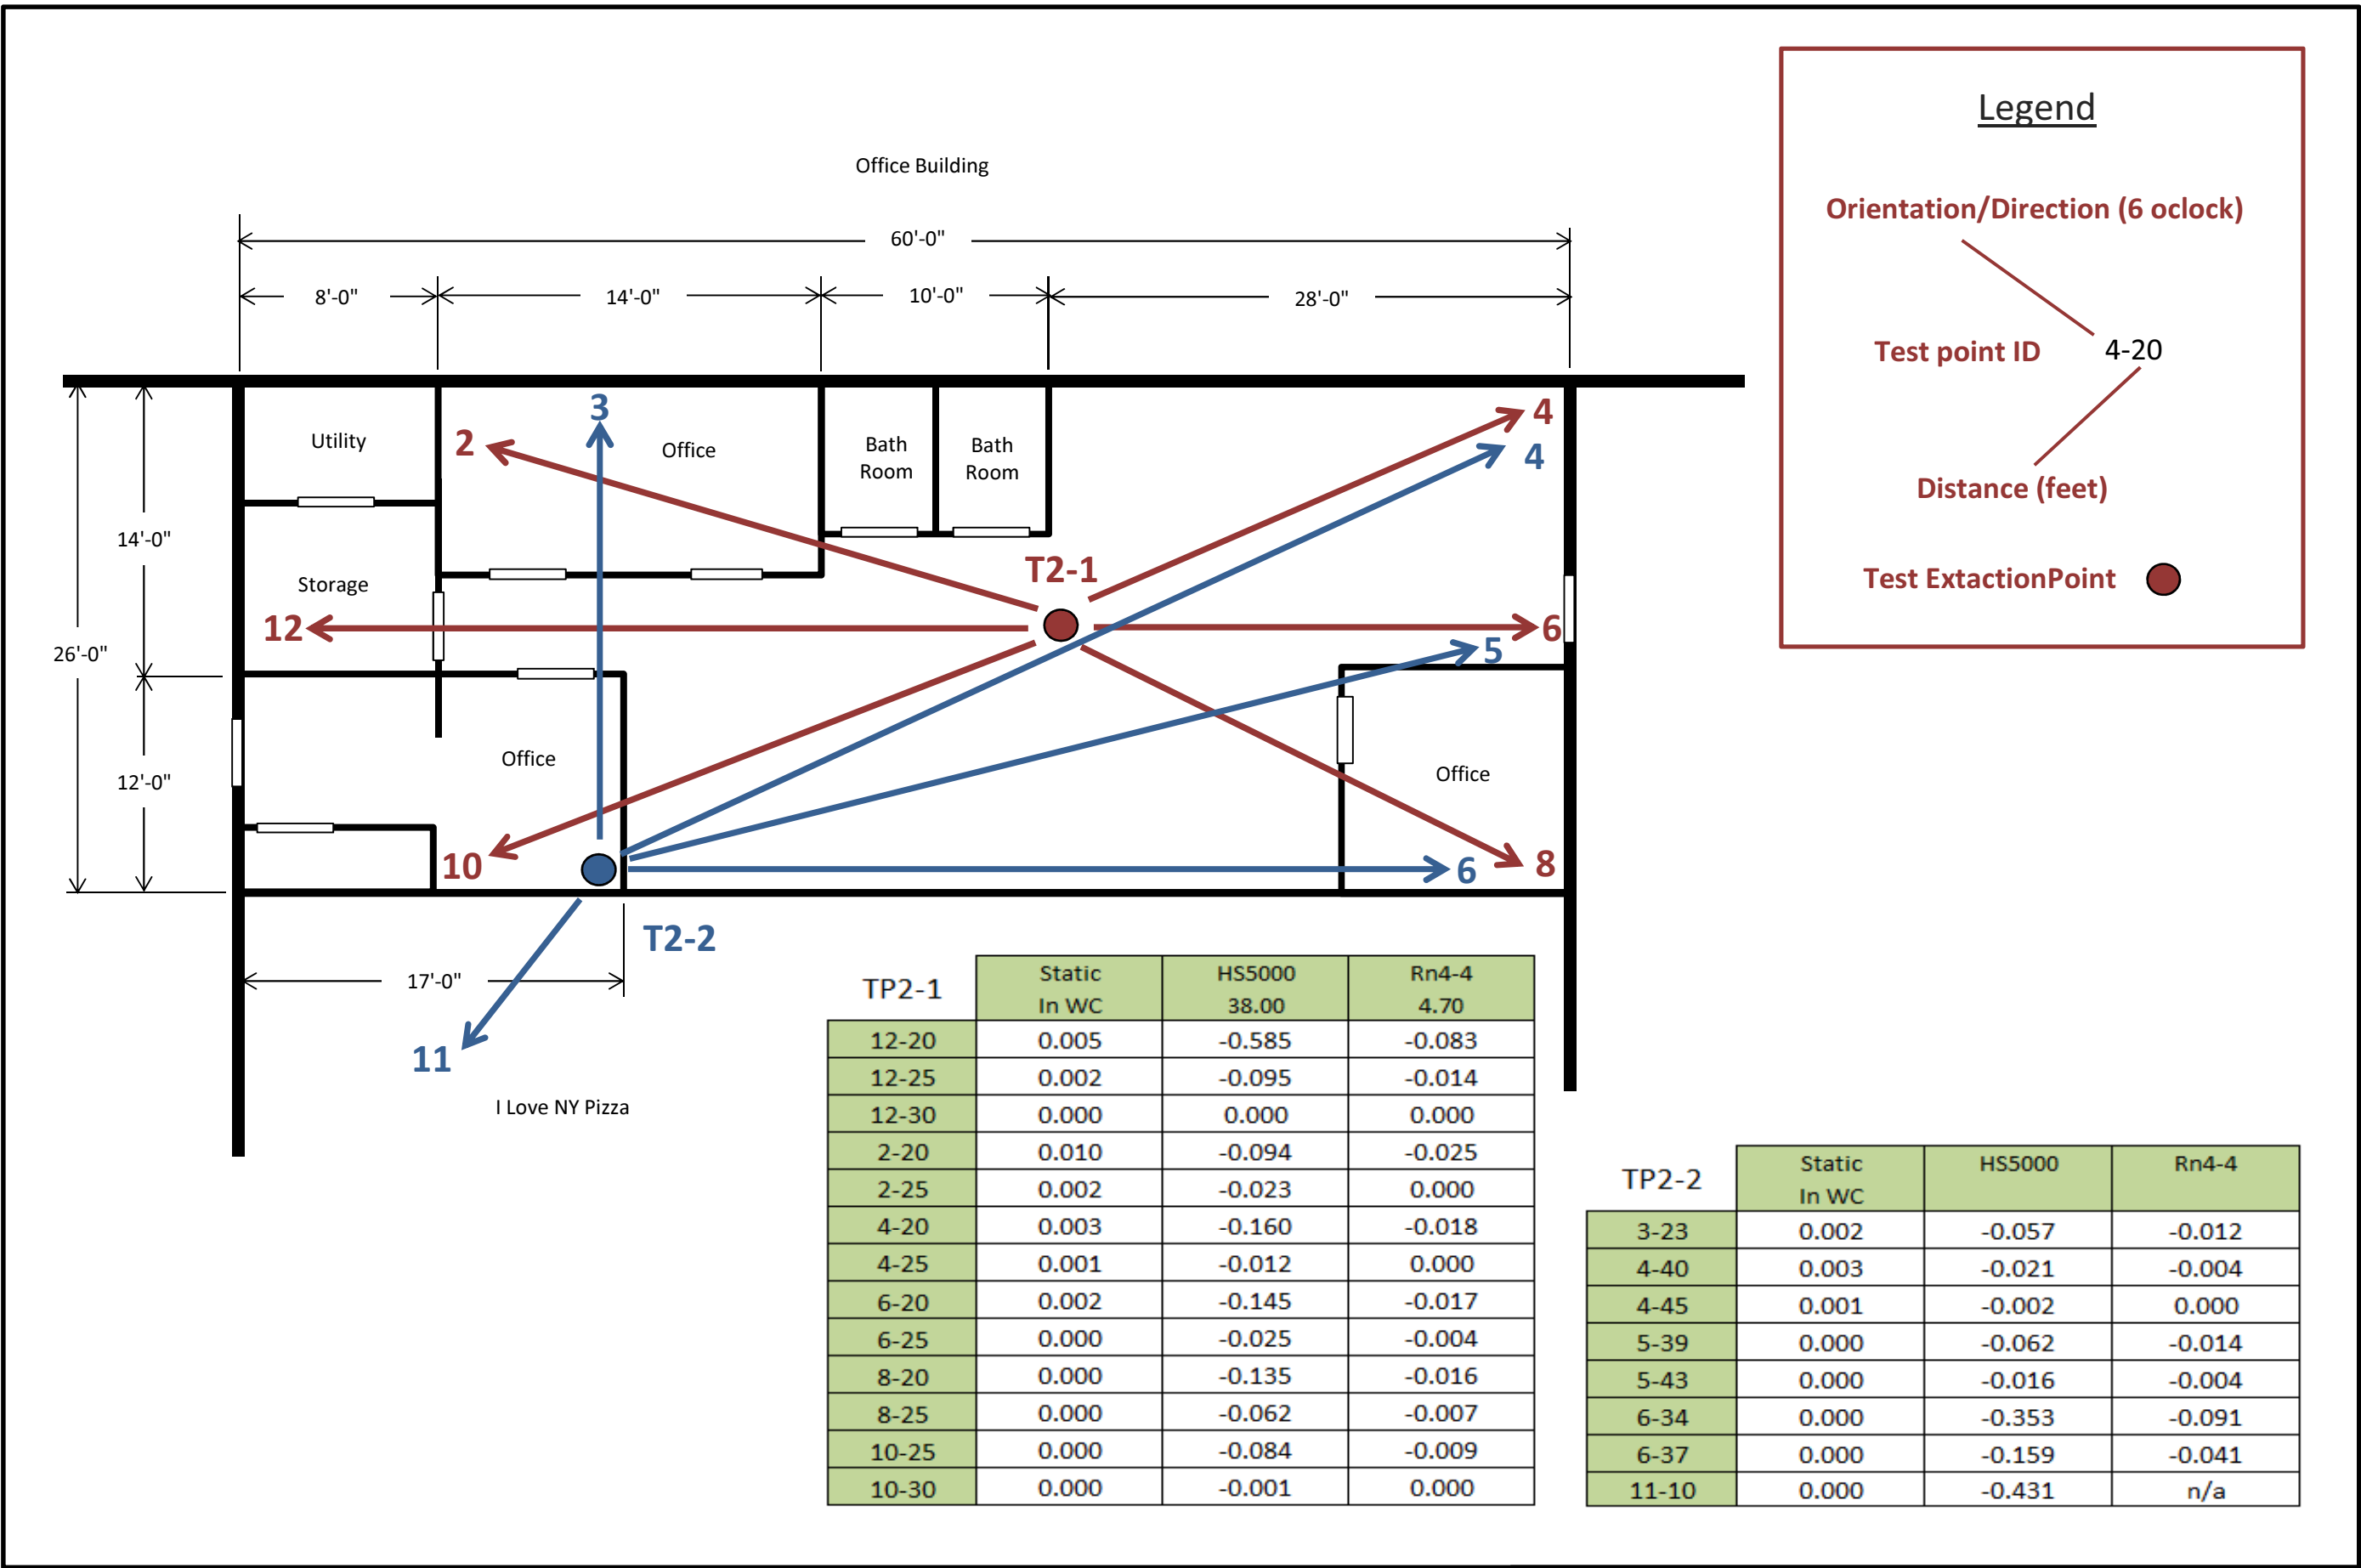 Legend
Orientation/Direction (6 oclock)
Test point ID
4-20
Distance (feet)
Test ExtactionPoint
Office Building
60'-0"
8'-0"
14'-0"
10'-0"
28'-0"
3
4
2
Utility
Office
Bath
Room
Bath
Room
4
14'-0"
T2-1
Storage
12
6
26'-0"
5
Office
12'-0"
Office
10
6
8
T2-2
17'-0"
11
I Love NY Pizza
TP2-1 Static In WC HS5000 38.00 Rn4-4 4.70
12-20 0.005 -0.585 -0.083
12-25 0.002 -0.095 -0.014
12-30 0.000 0.000 0.000
2-20 0.010 -0.094 -0.025
2-25 0.002 -0.023 0.000
4-20 0.003 -0.160 -0.018
4-25 0.001 -0.012 0.000
6-20 0.002 -0.145 -0.017
6-25 0.000 -0.025 -0.004
8-20 0.000 -0.135 -0.016
8-25 0.000 -0.062 -0.007
10-25 0.000 -0.084 -0.009
10-30 0.000 -0.001 0.000
TP2-2 Static In WC HS5000 Rn4-4
3-23 0.002 -0.057 -0.012
4-40 0.003 -0.021 -0.004
4-45 0.001 -0.002 0.000
5-39 0.000 -0.062 -0.014
5-43 0.000 -0.016 -0.004
6-34 0.000 -0.353 -0.091
6-37 0.000 -0.159 -0.041
11-10 0.000 -0.431 n/a